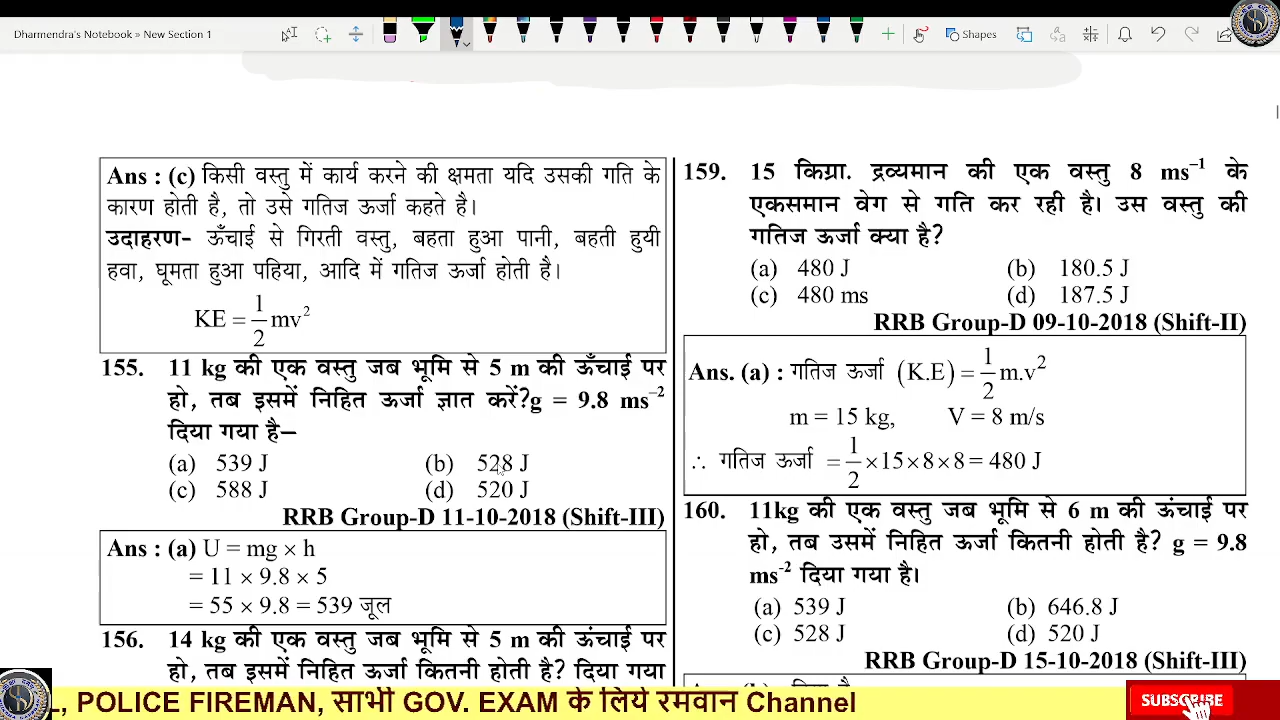 Dharmendra's Notebook » New Section 1
Shapes
Ans : (c) किसी वस्तु में कार्य करने की क्षमता यदि उसकी गति के
कारण होती है, तो उसे गतिज ऊर्जा कहते है।
उदाहरण- ऊँचाई से गिरती वस्तु, बहता हुआ पानी, बहती हुयी
हवा, घूमता हुआ पहिया, आदि में गतिज ऊर्जा होती है।
KE = 1/2 mv²
155. 11 kg की एक वस्तु जब भूमि से 5 m की ऊँचाई पर
हो, तब इसमें निहित ऊर्जा ज्ञात करें?g = 9.8 ms⁻²
दिया गया है–
(a) 539 J (b) 528 J
(c) 588 J (d) 520 J
RRB Group-D 11-10-2018 (Shift-III)
Ans : (a) U = mg × h
= 11 × 9.8 × 5
= 55 × 9.8 = 539 जूल
156. 14 kg की एक वस्तु जब भूमि से 5 m की ऊंचाई पर
हो, तब इसमें निहित ऊर्जा कितनी होती है? दिया गया
159. 15 किग्रा. द्रव्यमान की एक वस्तु 8 ms⁻¹ के
एकसमान वेग से गति कर रही है। उस वस्तु की
गतिज ऊर्जा क्या है?
(a) 480 J (b) 180.5 J
(c) 480 ms (d) 187.5 J
RRB Group-D 09-10-2018 (Shift-II)
Ans. (a) : गतिज ऊर्जा (K.E) = 1/2 m.v²
m = 15 kg, V = 8 m/s
∴ गतिज ऊर्जा = 1/2 ×15×8×8 = 480 J
160. 11kg की एक वस्तु जब भूमि से 6 m की ऊंचाई पर
हो, तब उसमें निहित ऊर्जा कितनी होती है? g = 9.8
ms⁻² दिया गया है।
(a) 539 J (b) 646.8 J
(c) 528 J (d) 520 J
RRB Group-D 15-10-2018 (Shift-III)
L, POLICE FIREMAN, साभी GOV. EXAM के लिये रमवान Channel
SUBSCRIBE